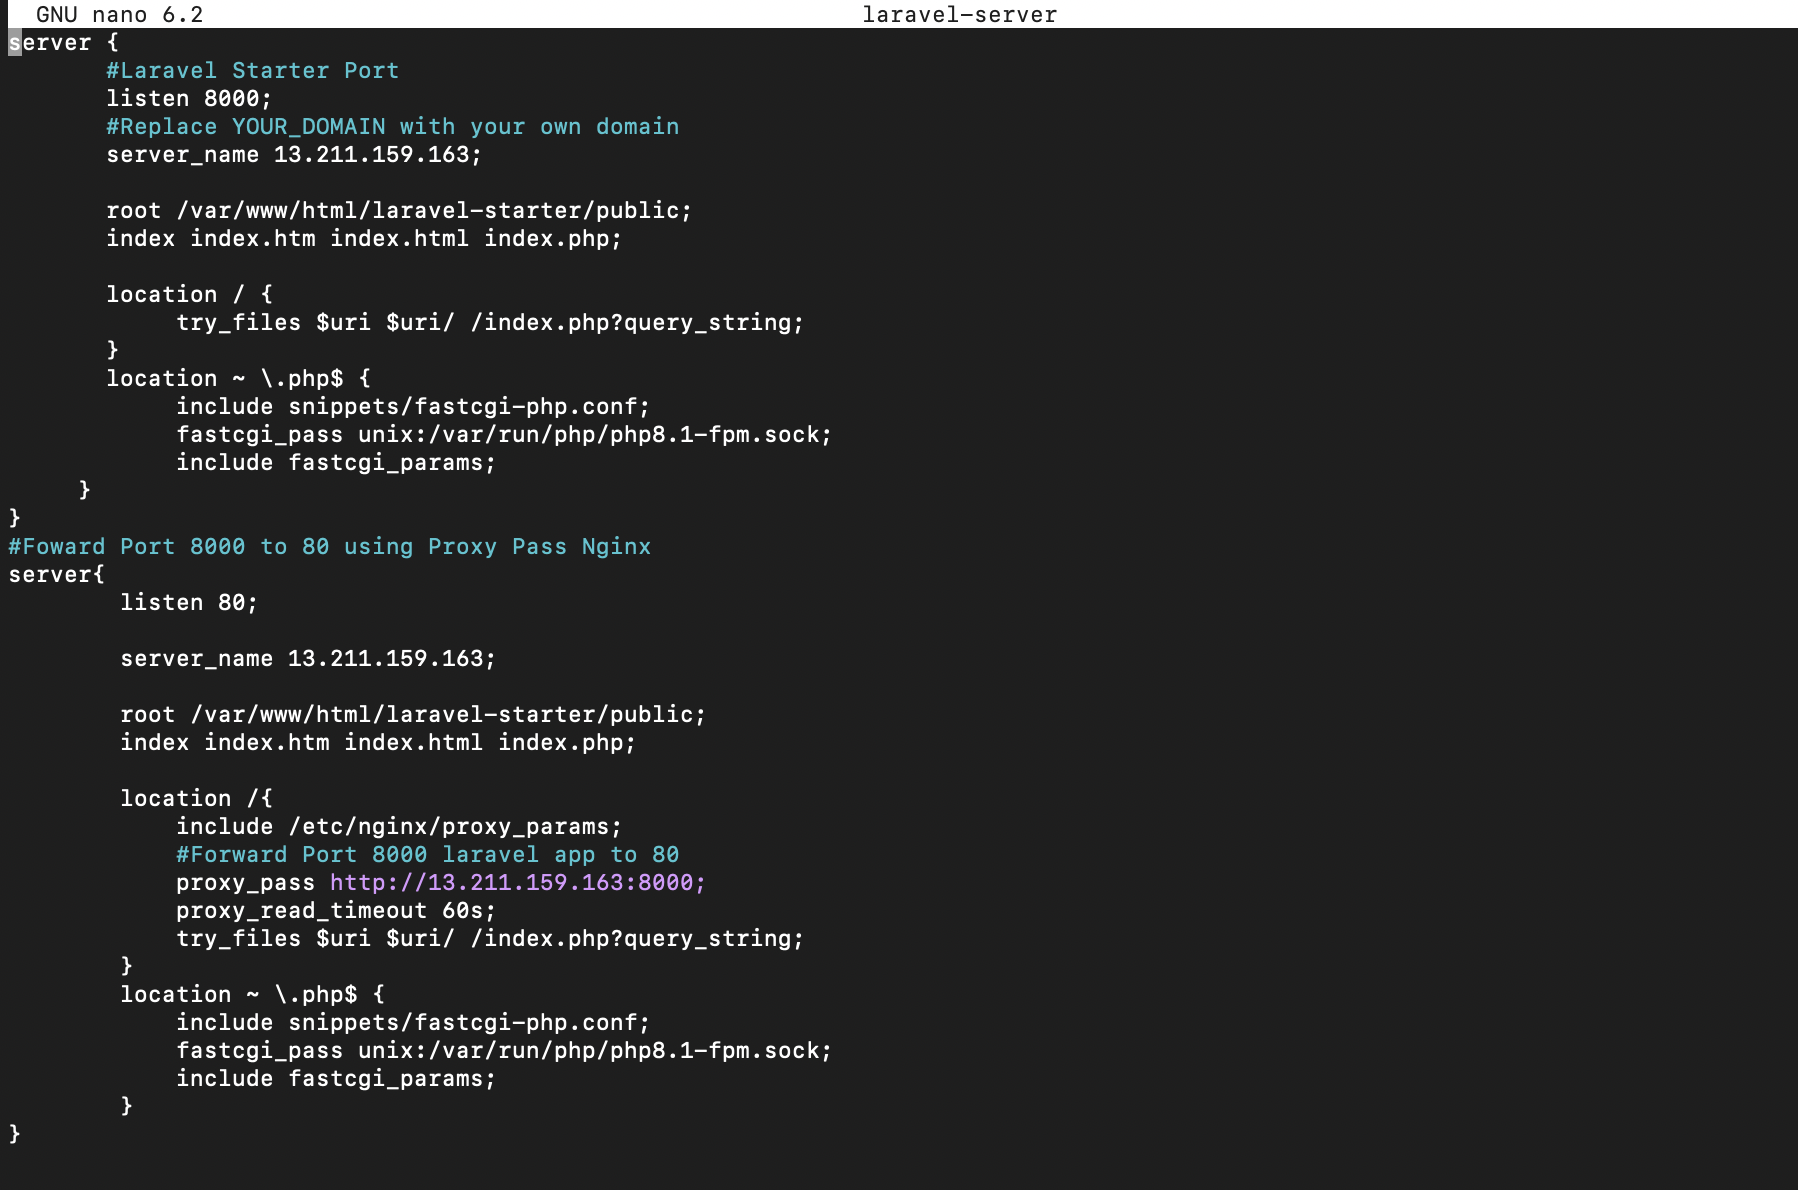 GNU nano 6.2 laravel-server
server {
#Laravel Starter Port
listen 8000;
#Replace YOUR_DOMAIN with your own domain
server_name 13.211.159.163;
root /var/www/html/laravel-starter/public;
index index.htm index.html index.php;
location / {
try_files $uri $uri/ /index.php?query_string;
}
location ~ \.php$ {
include snippets/fastcgi-php.conf;
fastcgi_pass unix:/var/run/php/php8.1-fpm.sock;
include fastcgi_params;
}
}
#Foward Port 8000 to 80 using Proxy Pass Nginx
server{
listen 80;
server_name 13.211.159.163;
root /var/www/html/laravel-starter/public;
index index.htm index.html index.php;
location /{
include /etc/nginx/proxy_params;
#Forward Port 8000 laravel app to 80
proxy_pass http://13.211.159.163:8000;
proxy_read_timeout 60s;
try_files $uri $uri/ /index.php?query_string;
}
location ~ \.php$ {
include snippets/fastcgi-php.conf;
fastcgi_pass unix:/var/run/php/php8.1-fpm.sock;
include fastcgi_params;
}
}